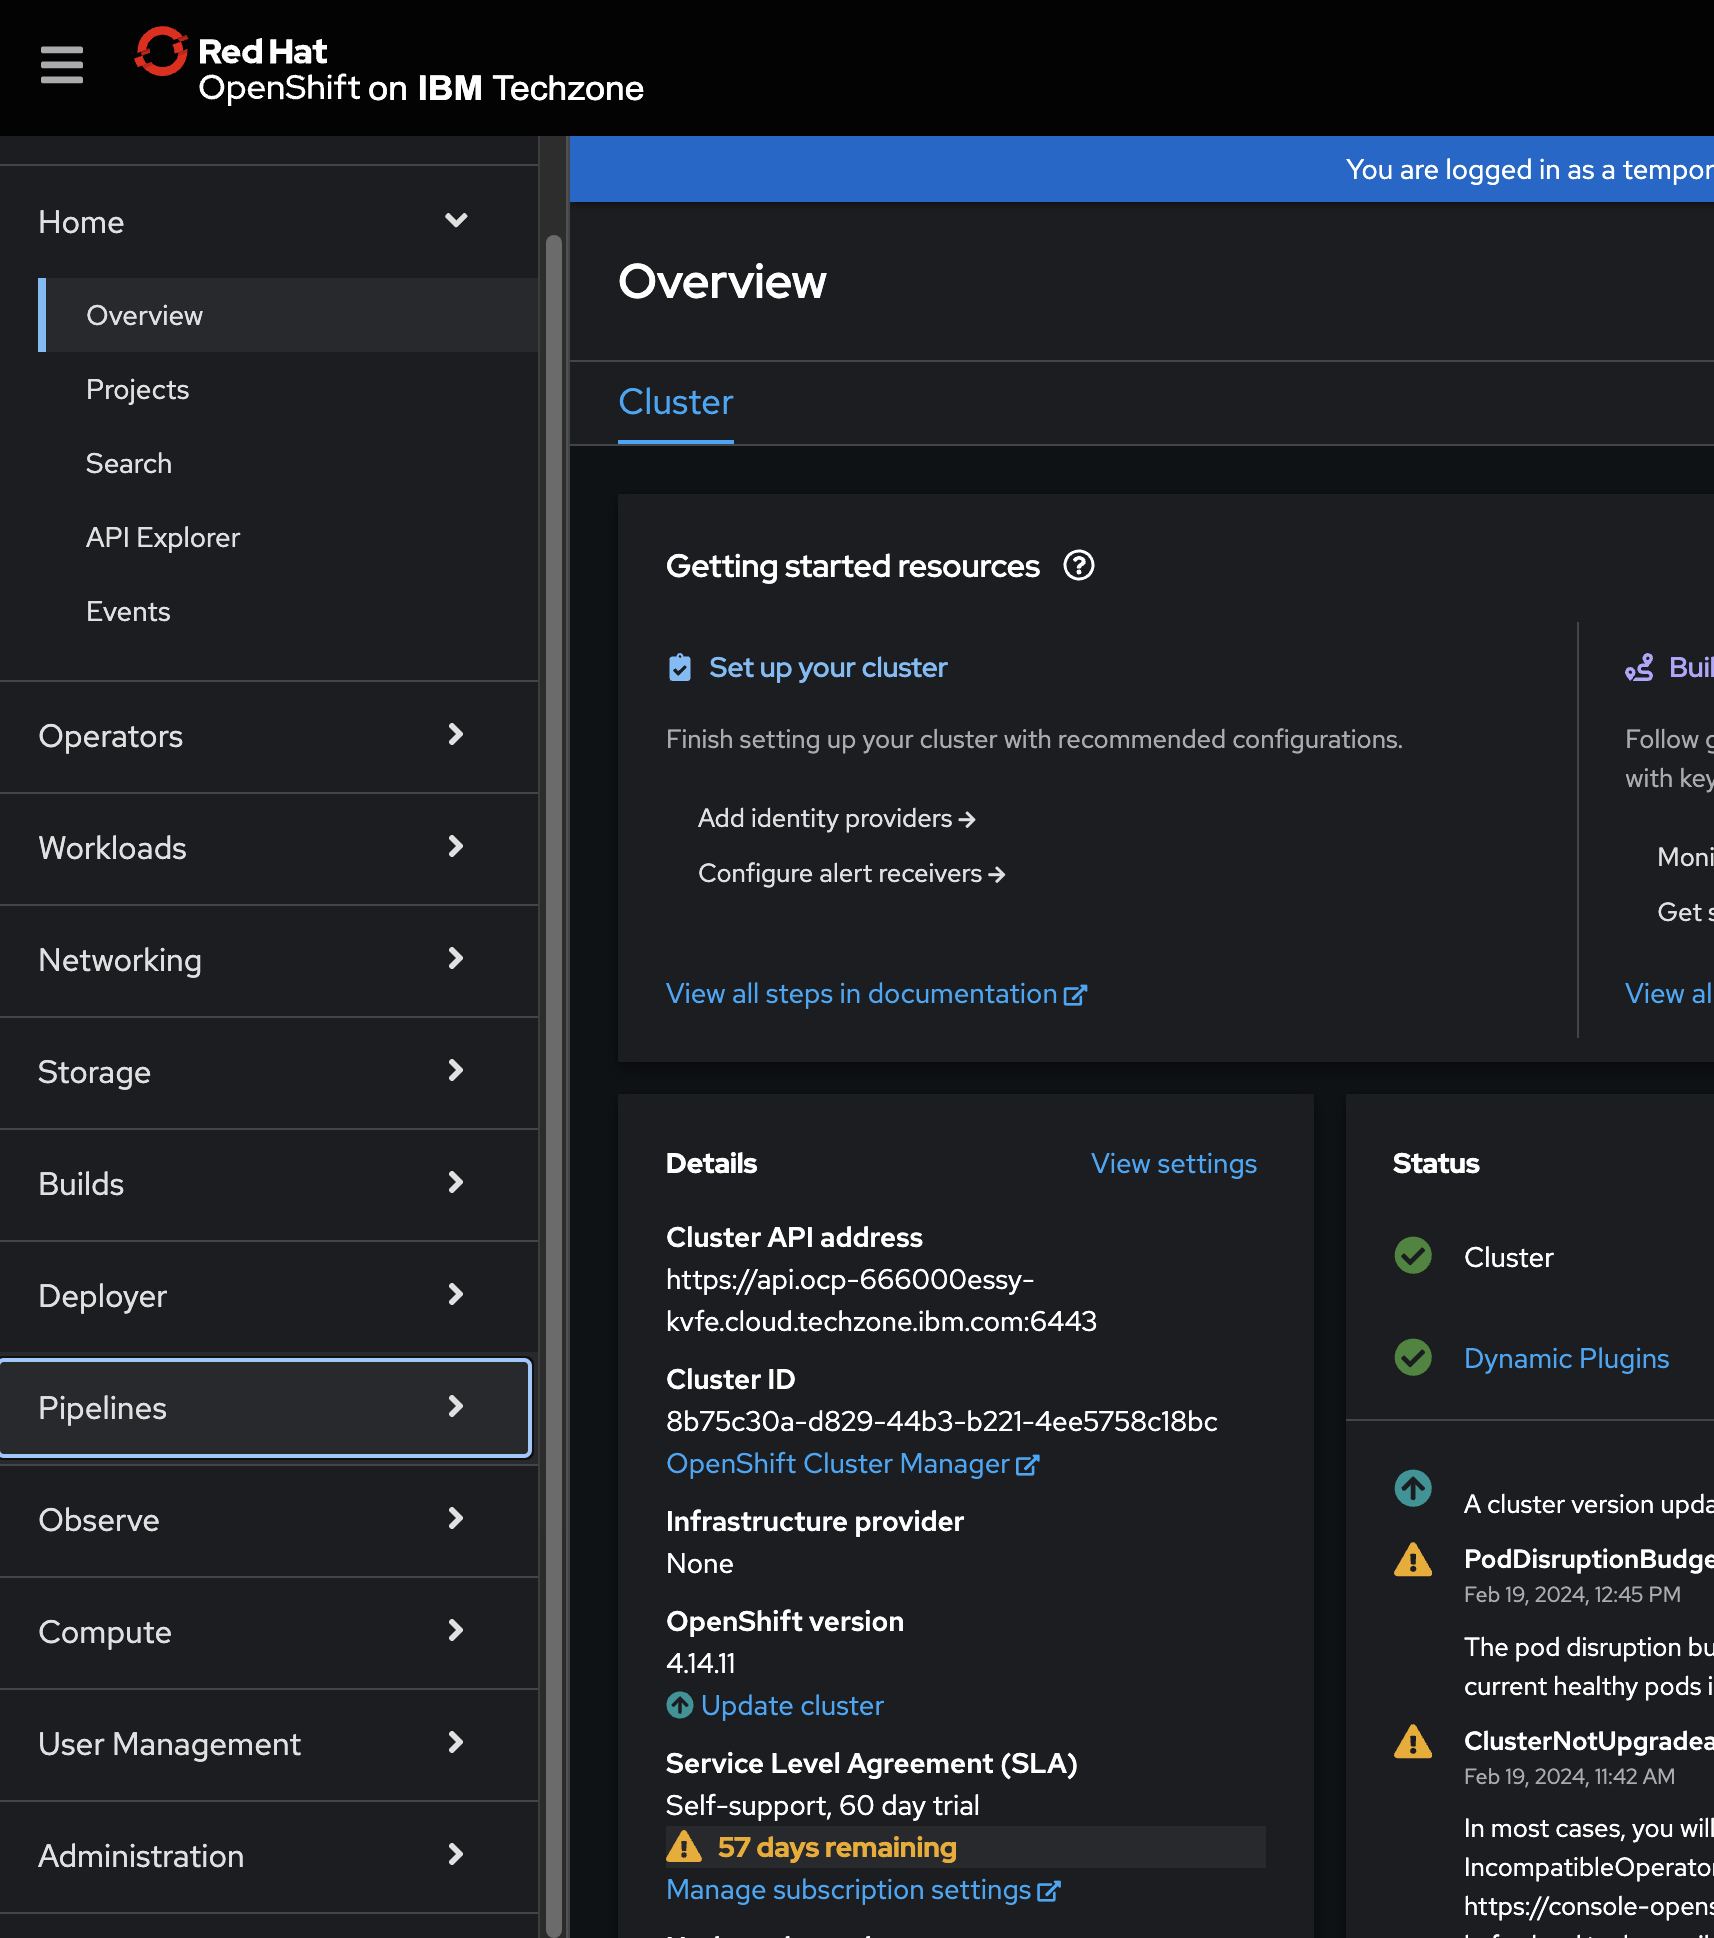 Red Hat
OpenShift on IBM Techzone
You are logged in as a tempor
Home
Overview
Projects
Search
API Explorer
Events
Operators
Workloads
Networking
Storage
Builds
Deployer
Pipelines
Observe
Compute
User Management
Administration
Overview
Cluster
Getting started resources
Set up your cluster
Finish setting up your cluster with recommended configurations.
Add identity providers
Configure alert receivers
View all steps in documentation
Buil
Follow g
with key
Moni
Get s
View al
Details
View settings
Cluster API address
https://api.ocp-666000essy-
kvfe.cloud.techzone.ibm.com:6443
Cluster ID
8b75c30a-d829-44b3-b221-4ee5758c18bc
OpenShift Cluster Manager
Infrastructure provider
None
OpenShift version
4.14.11
Update cluster
Service Level Agreement (SLA)
Self-support, 60 day trial
57 days remaining
Manage subscription settings
Status
Cluster
Dynamic Plugins
A cluster version upda
PodDisruptionBudge
Feb 19, 2024, 12:45 PM
The pod disruption bu
current healthy pods i
ClusterNotUpgradea
Feb 19, 2024, 11:42 AM
In most cases, you will
IncompatibleOperator
https://console-opens